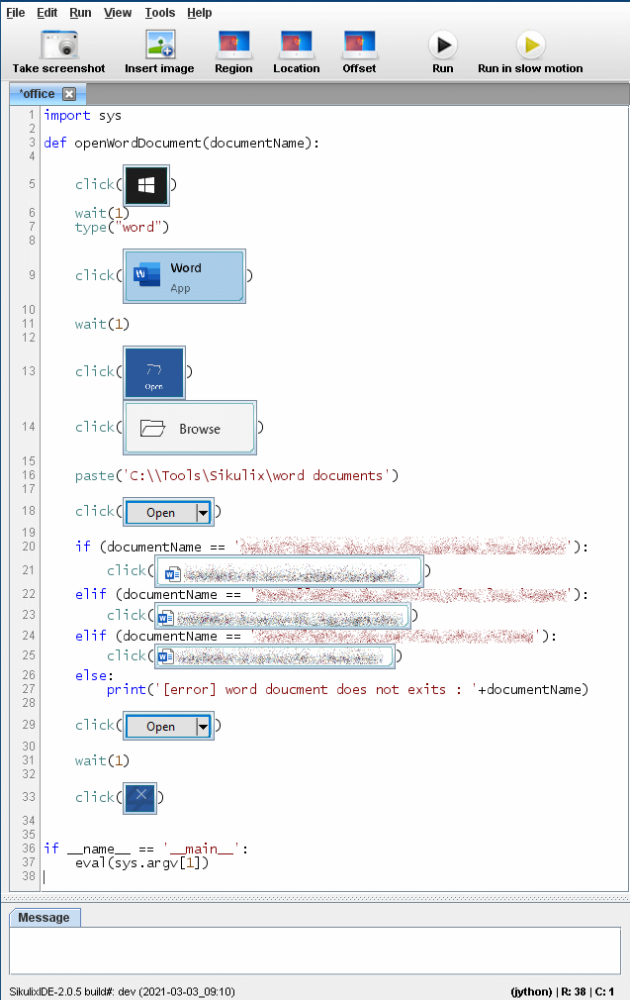 File Edit Run View Tools Help
Take screenshot Insert image Region Location Offset Run Run in slow motion
*office
1 import sys
2
3 def openWordDocument(documentName):
4
5 click( )
6 wait(1)
7 type("word")
8
9 click( Word App )
10
11 wait(1)
12
13 click( Open )
14 click( Browse )
15
16 paste('C:\\Tools\Sikulix\word documents')
17
18 click( Open )
19
20 if (documentName == ' '):
21 click( )
22 elif (documentName == ' '):
23 click( )
24 elif (documentName == ' '):
25 click( )
26 else:
27 print('[error] word doucment does not exits : '+documentName)
28
29 click( Open )
30
31 wait(1)
32
33 click( )
34
35
36 if __name__ == '__main__':
37 eval(sys.argv[1])
38
Message
SikulixIDE-2.0.5 build#: dev (2021-03-03_09:10) (jython) | R: 38 | C: 1